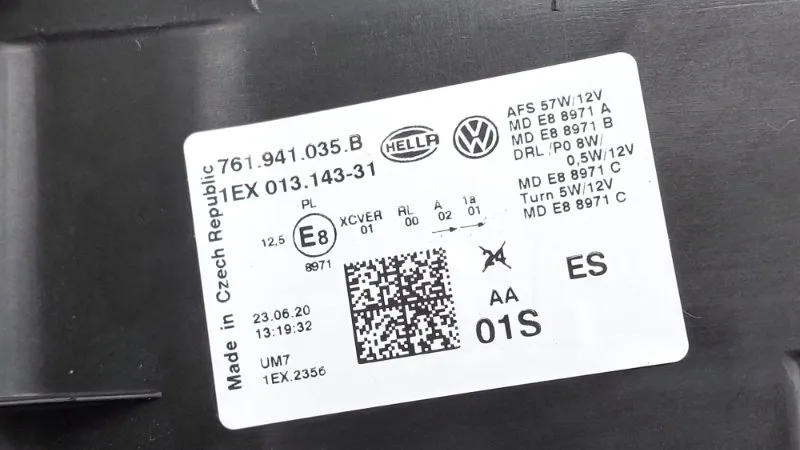 761.941.035.B
1EX 013.143-31
HELLA
Made in Czech Republic
AFS 57W/12V
MD E8 8971 A
MD E8 8971 B
DRL/PO 8W/
0,5W/12V
MD E8 8971 C
Turn 5W/12V
MD E8 8971 C
PL
12,5
E8
8971
XCVER RL A 1a
01 00 02 01
24
ES
AA
01S
23.06.20
13:19:32
UM7
1EX.2356